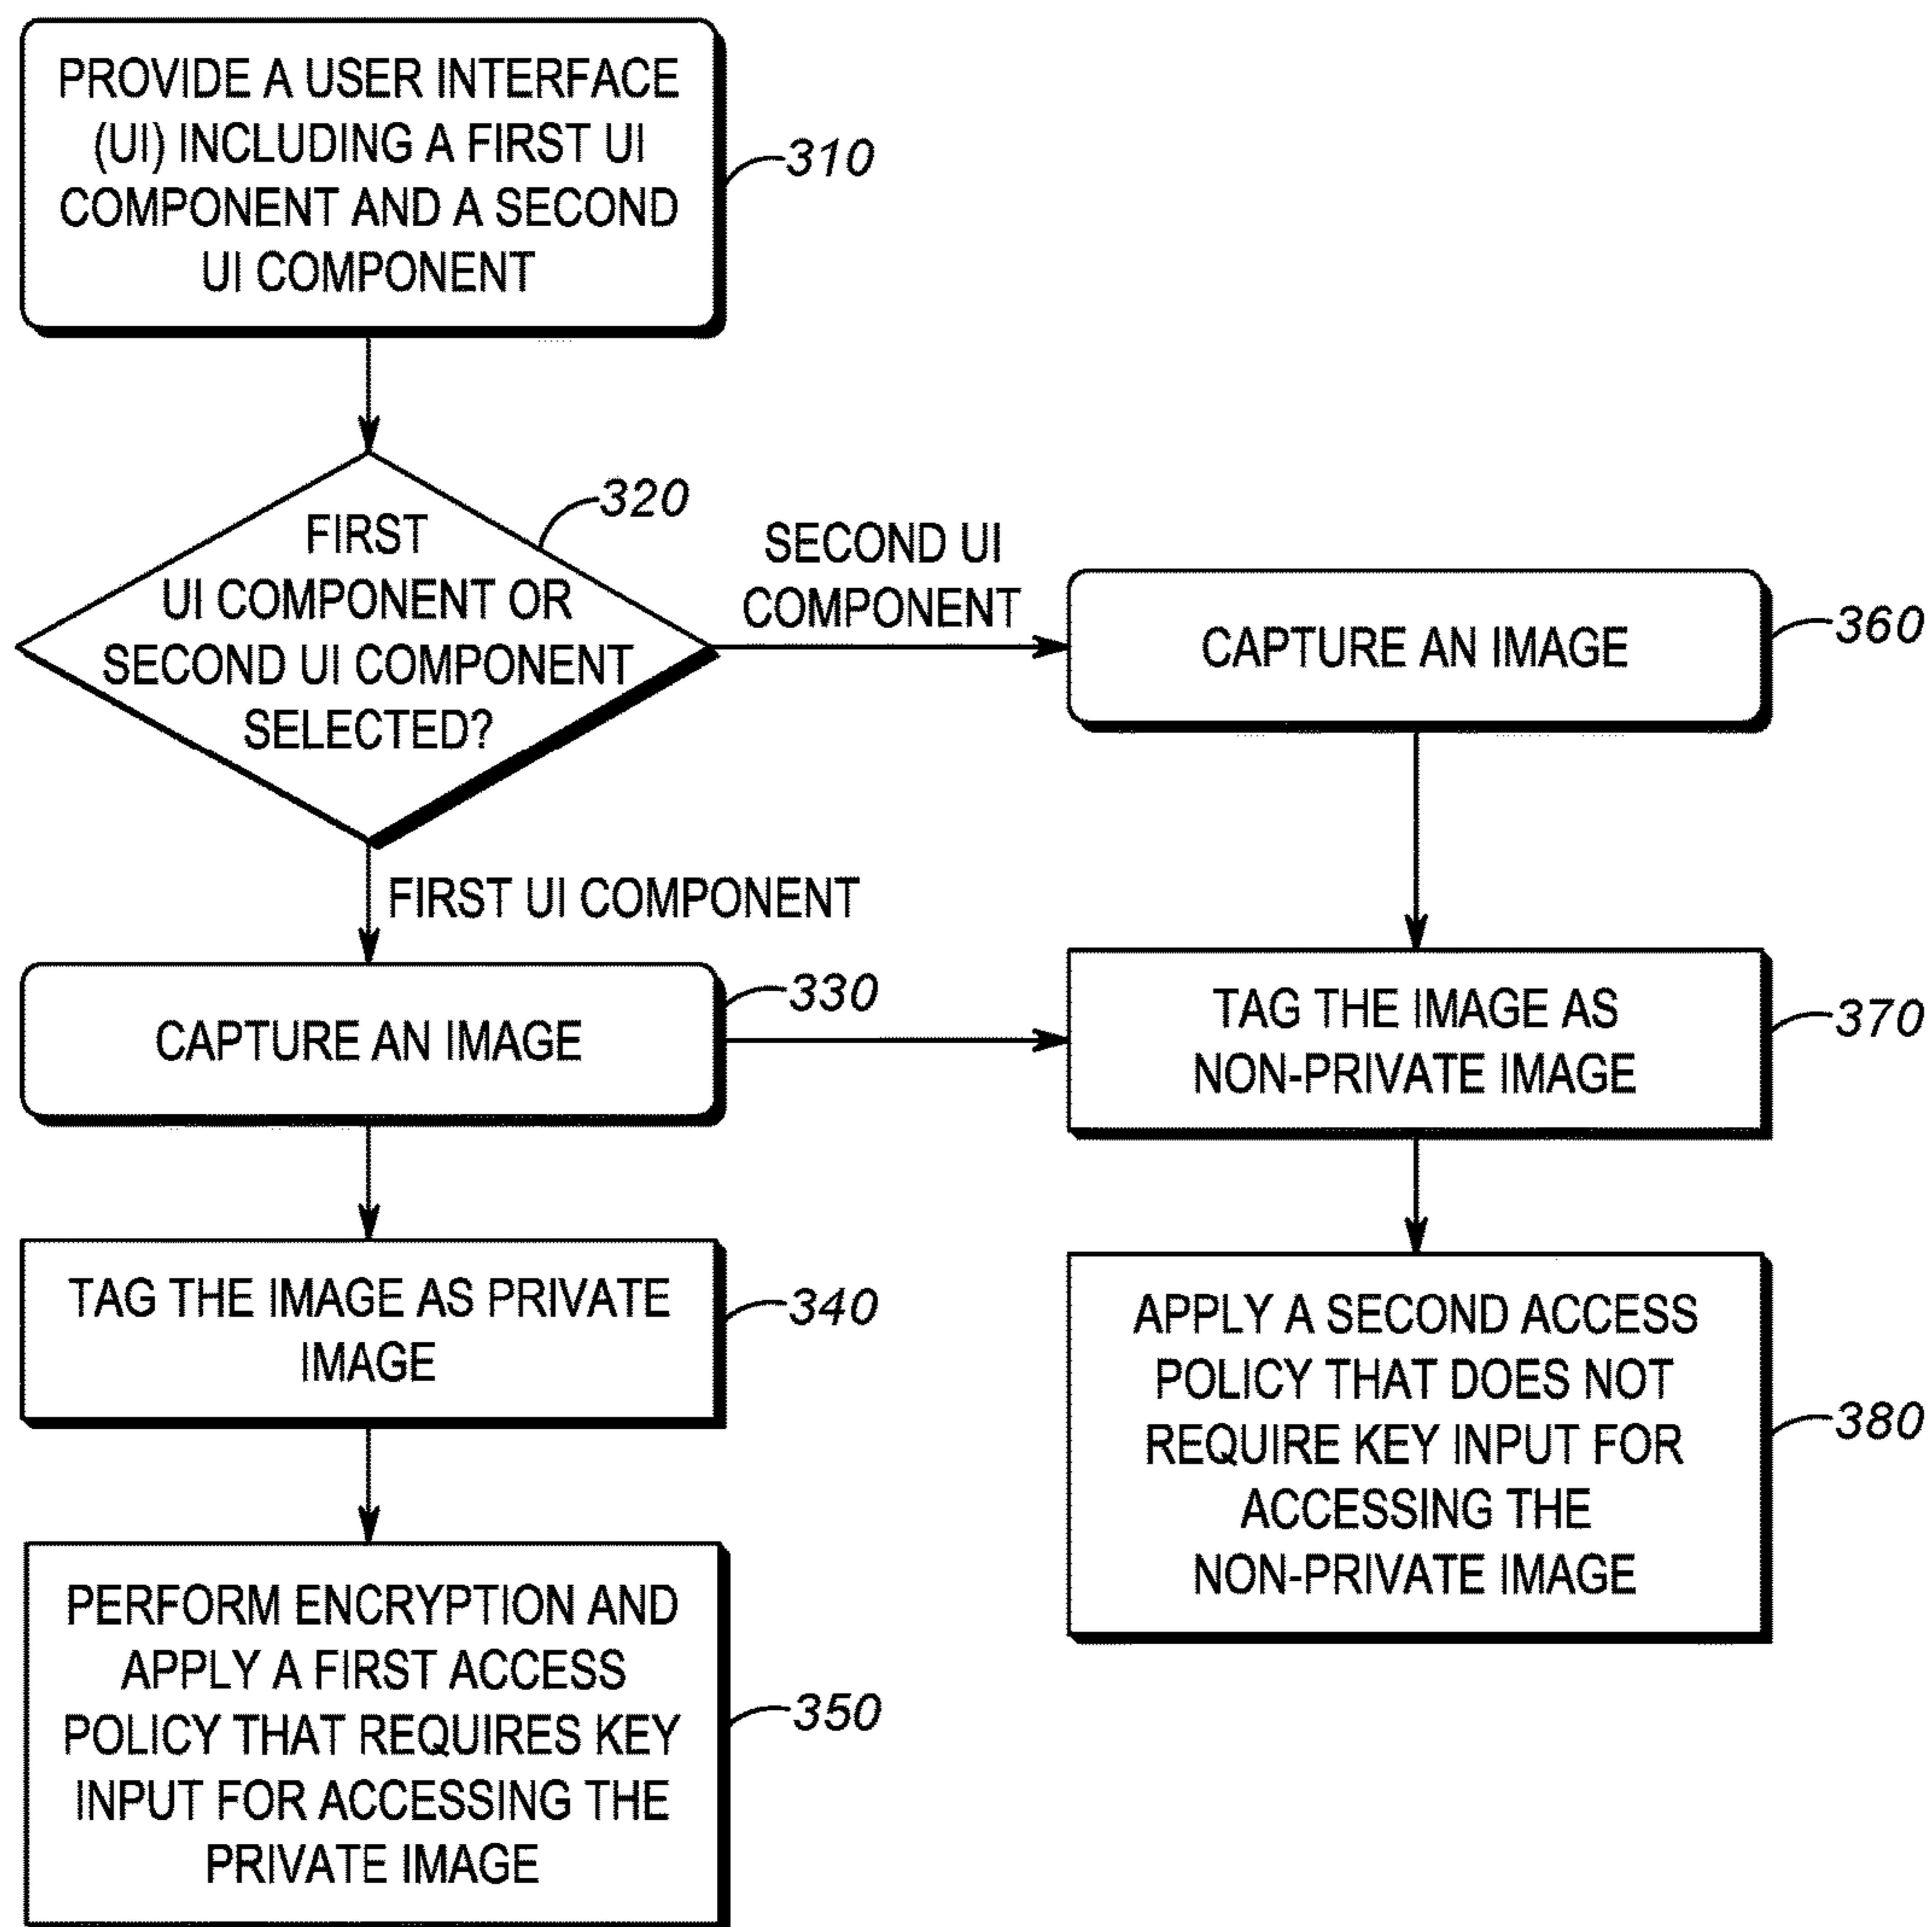 PROVIDE A USER INTERFACE
(UI) INCLUDING A FIRST UI
COMPONENT AND A SECOND
UI COMPONENT
310
320
FIRST
UI COMPONENT OR
SECOND UI COMPONENT
SELECTED?
SECOND UI
COMPONENT
CAPTURE AN IMAGE
360
FIRST UI COMPONENT
CAPTURE AN IMAGE
330
TAG THE IMAGE AS
NON-PRIVATE IMAGE
370
TAG THE IMAGE AS PRIVATE
IMAGE
340
APPLY A SECOND ACCESS
POLICY THAT DOES NOT
REQUIRE KEY INPUT FOR
ACCESSING THE
NON-PRIVATE IMAGE
380
PERFORM ENCRYPTION AND
APPLY A FIRST ACCESS
POLICY THAT REQUIRES KEY
INPUT FOR ACCESSING THE
PRIVATE IMAGE
350